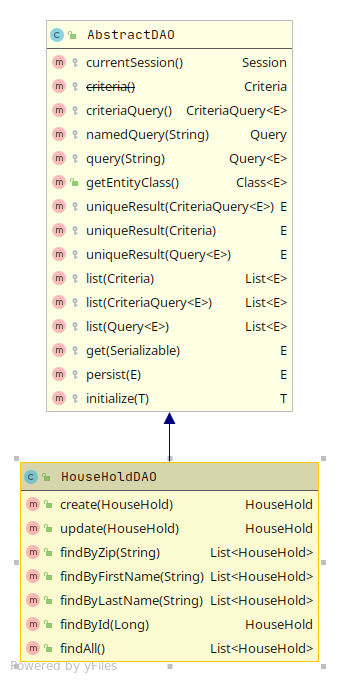 C AbstractDAO
m currentSession() Session
m criteria() Criteria
m criteriaQuery() CriteriaQuery<E>
m namedQuery(String) Query
m query(String) Query<E>
m getEntityClass() Class<E>
m uniqueResult(CriteriaQuery<E>) E
m uniqueResult(Criteria) E
m uniqueResult(Query<E>) E
m list(Criteria) List<E>
m list(CriteriaQuery<E>) List<E>
m list(Query<E>) List<E>
m get(Serializable) E
m persist(E) E
m initialize(T) T
C HouseHoldDAO
m create(HouseHold) HouseHold
m update(HouseHold) HouseHold
m findByZip(String) List<HouseHold>
m findByFirstName(String) List<HouseHold>
m findByLastName(String) List<HouseHold>
m findById(Long) HouseHold
m findAll() List<HouseHold>
Powered by yFiles